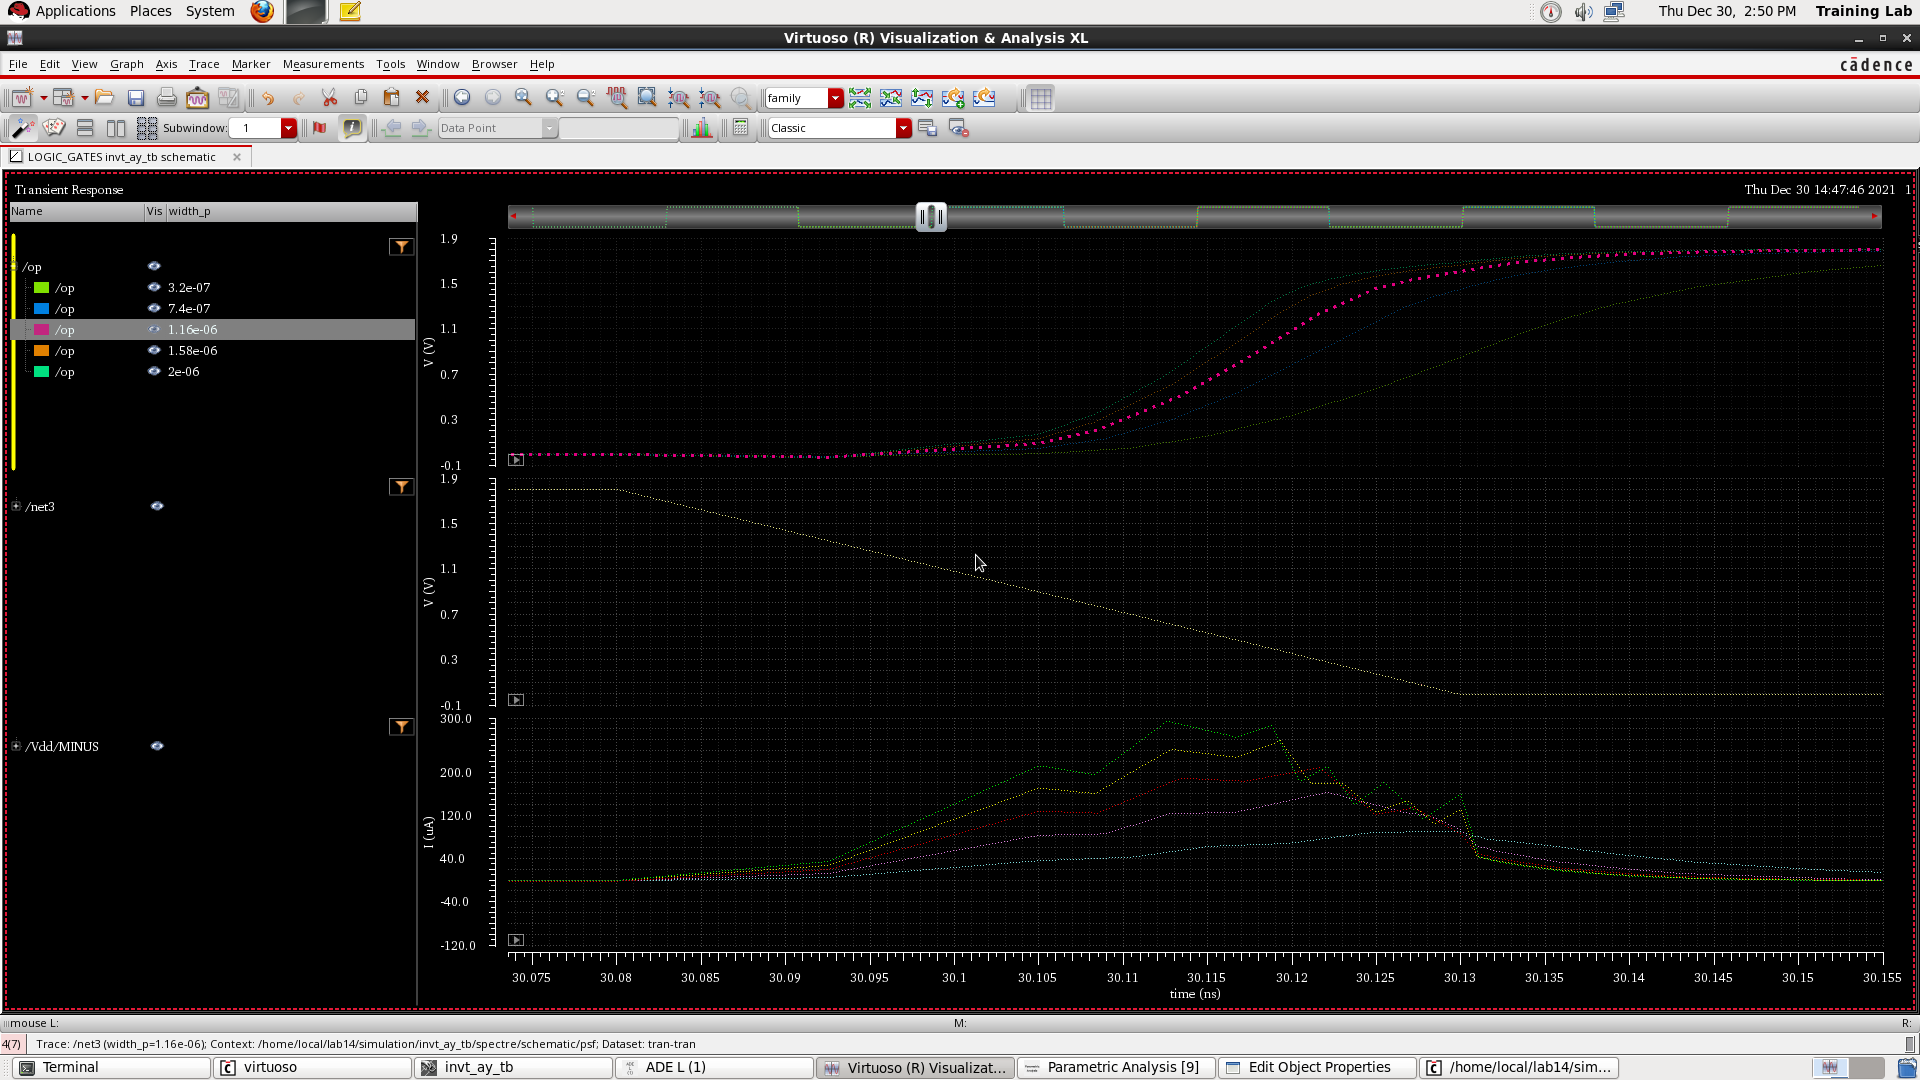 Applications Places System Thu Dec 30, 2:50 PM Training Lab
Virtuoso (R) Visualization & Analysis XL
File Edit View Graph Axis Trace Marker Measurements Tools Window Browser Help cādence
family
Subwindow: 1 Data Point Classic
LOGIC_GATES invt_ay_tb schematic
Transient Response Thu Dec 30 14:47:46 2021 1
Name Vis width_p
/op
/op 3.2e-07
/op 7.4e-07
/op 1.16e-06
/op 1.58e-06
/op 2e-06
1.9
1.5
1.1
0.7
0.3
-0.1
V (V)
/net3
1.9
1.5
1.1
0.7
0.3
-0.1
V (V)
/Vdd/MINUS
300.0
200.0
120.0
40.0
-40.0
-120.0
I (uA)
30.075 30.08 30.085 30.09 30.095 30.1 30.105 30.11 30.115 30.12 30.125 30.13 30.135 30.14 30.145 30.15 30.155
time (ns)
mouse L: M: R:
4(7) Trace: /net3 (width_p=1.16e-06); Context: /home/local/lab14/simulation/invt_ay_tb/spectre/schematic/psf; Dataset: tran-tran
Terminal virtuoso invt_ay_tb ADE L (1) Virtuoso (R) Visualizat... Parametric Analysis [9] Edit Object Properties /home/local/lab14/sim...